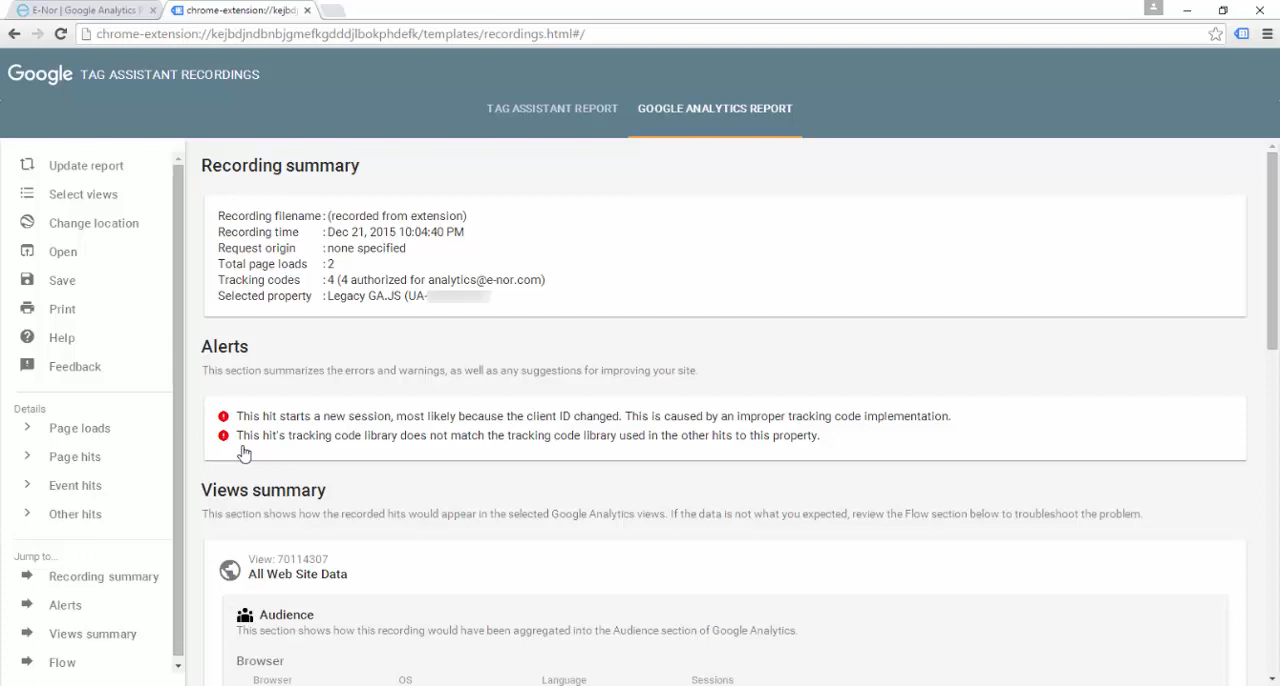 E-Nor | Google Analytics
chrome-extension://kejbdj
chrome-extension://kejbdjndbnbjgmefkgdddjlbokphdefk/templates/recordings.html#/
Google TAG ASSISTANT RECORDINGS
TAG ASSISTANT REPORT GOOGLE ANALYTICS REPORT
Update report
Select views
Change location
Open
Save
Print
Help
Feedback
Details
Page loads
Page hits
Event hits
Other hits
Jump to...
Recording summary
Alerts
Views summary
Flow
Recording summary
Recording filename : (recorded from extension)
Recording time : Dec 21, 2015 10:04:40 PM
Request origin : none specified
Total page loads : 2
Tracking codes : 4 (4 authorized for analytics@e-nor.com)
Selected property : Legacy GA.JS (UA-
Alerts
This section summarizes the errors and warnings, as well as any suggestions for improving your site.
This hit starts a new session, most likely because the client ID changed. This is caused by an improper tracking code implementation.
This hit's tracking code library does not match the tracking code library used in the other hits to this property.
Views summary
This section shows how the recorded hits would appear in the selected Google Analytics views. If the data is not what you expected, review the Flow section below to troubleshoot the problem.
View: 70114307
All Web Site Data
Audience
This section shows how this recording would have been aggregated into the Audience section of Google Analytics.
Browser
Browser OS Language Sessions